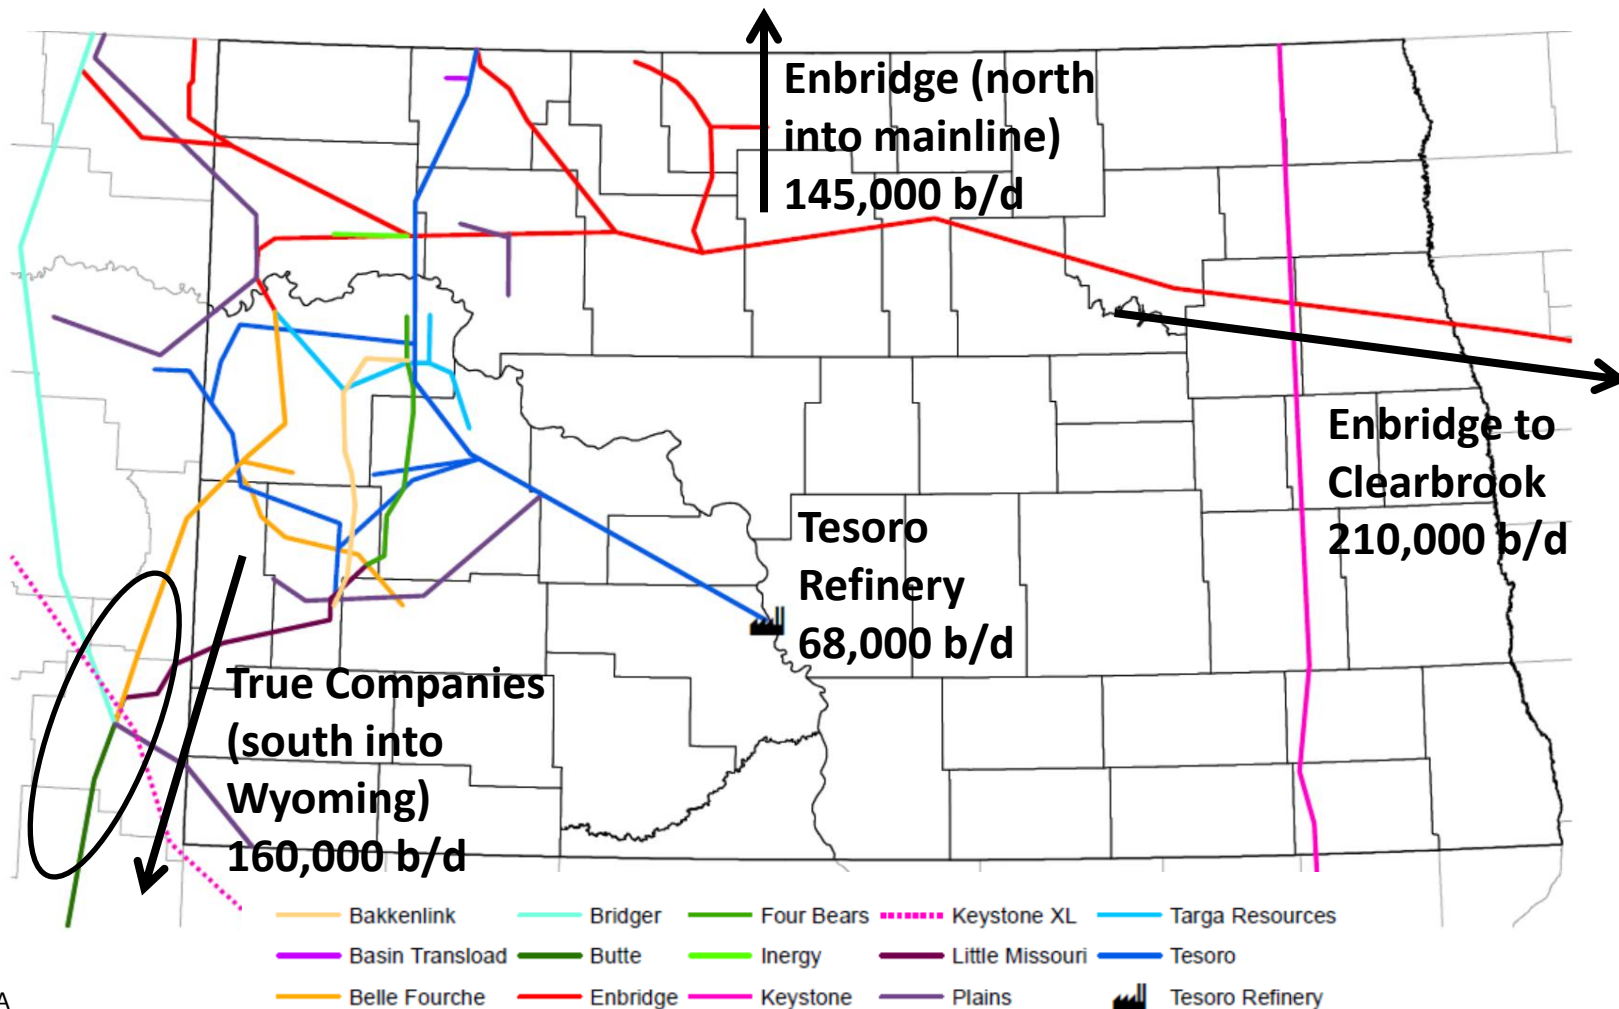 Enbridge (north
into mainline)
145,000 b/d
Enbridge to
Clearbrook
210,000 b/d
Tesoro
Refinery
68,000 b/d
True Companies
(south into
Wyoming)
160,000 b/d
Bakkenlink
Bridger
Four Bears
Keystone XL
Targa Resources
Basin Transload
Butte
Inergy
Little Missouri
Tesoro
Belle Fourche
Enbridge
Keystone
Plains
Tesoro Refinery
A